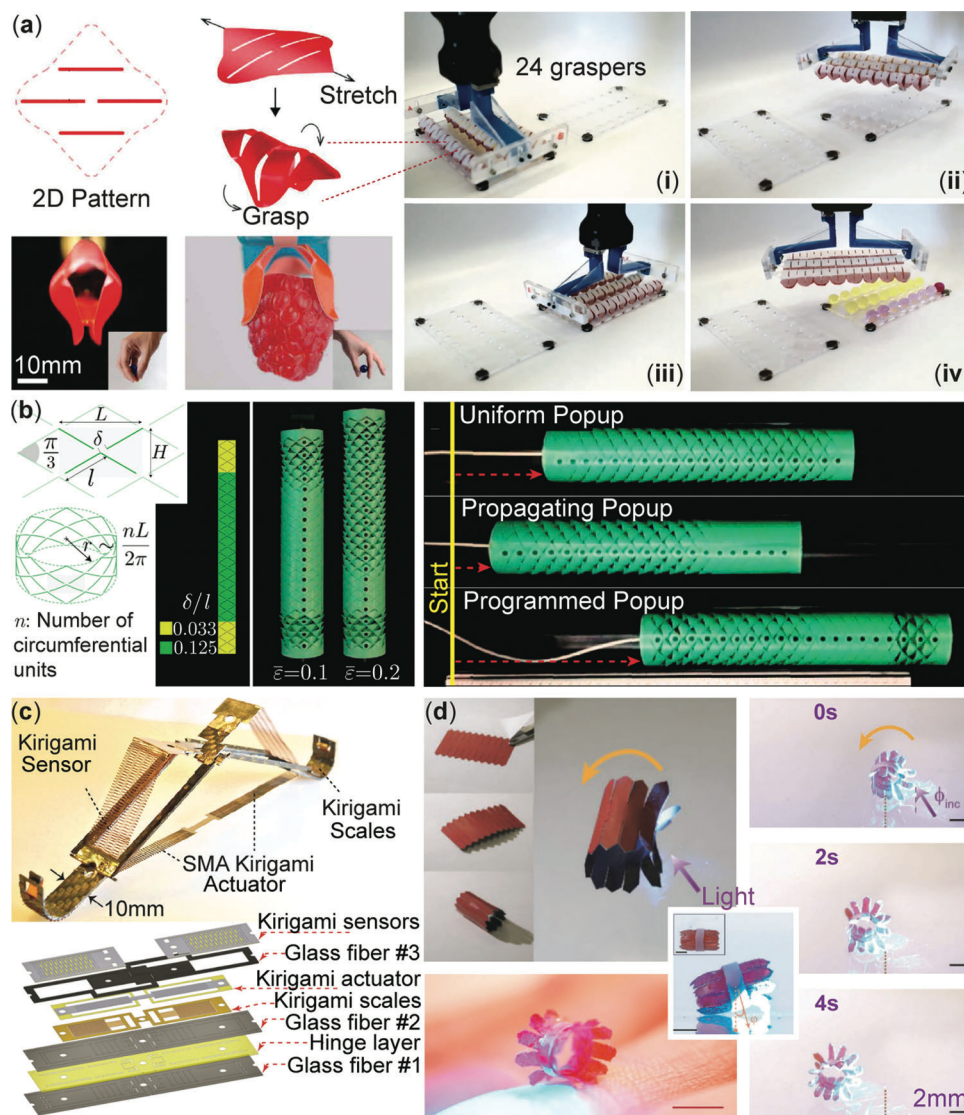 (a)
2D Pattern
Stretch
Grasp
24 graspers
(i)
(ii)
(iii)
(iv)
10mm
(b)
L
δ
π/3
H
l
r ~ nL/2π
n: Number of
circumferential
units
δ/l
0.033
0.125
ε̅=0.1
ε̅=0.2
Start
Uniform Popup
Propagating Popup
Programmed Popup
(c)
Kirigami
Sensor
Kirigami
Scales
SMA Kirigami
Actuator
10mm
Kirigami sensors
Glass fiber #3
Kirigami actuator
Kirigami scales
Glass fiber #2
Hinge layer
Glass fiber #1
(d)
Light
0s
ϕinc
2s
4s
2mm